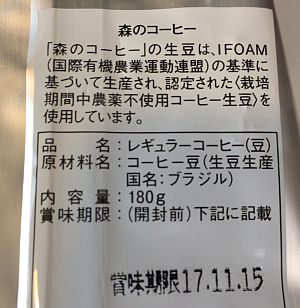 森のコーヒー
「森のコーヒー」の生豆は、IFOAM
(国際有機農業運動連盟)の基準に
基づいて生産され、認定された〈栽培
期間中農薬不使用コーヒー生豆〉を
使用しています。
品名:レギュラーコーヒー(豆)
原材料名:コーヒー豆(生豆生産
国名:ブラジル)
内容量:180g
賞味期限:(開封前)下記に記載
賞味期限17.11.15